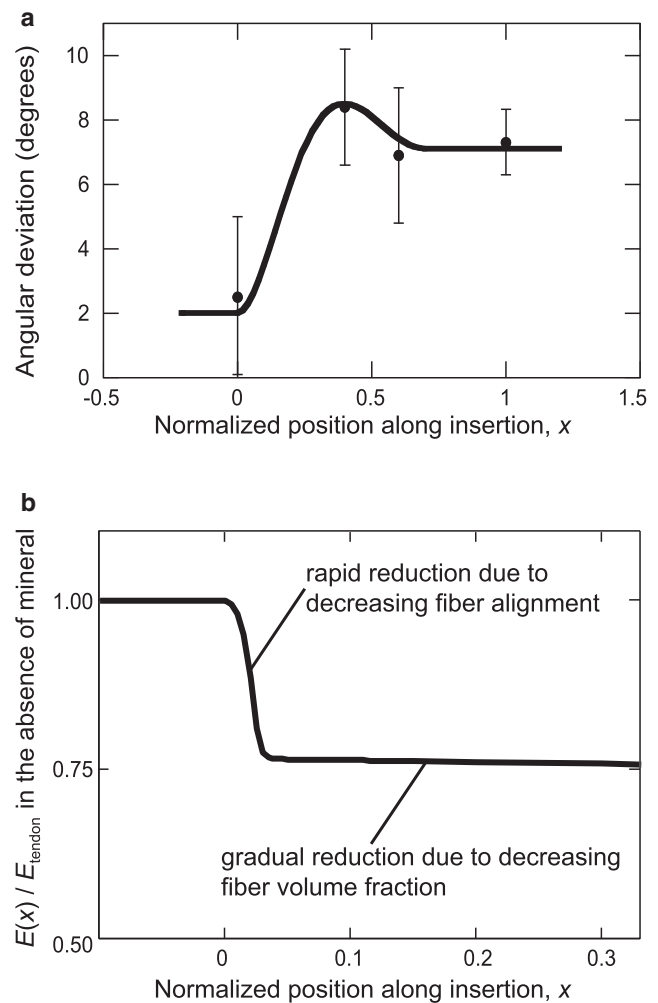 a
Angular deviation (degrees)
10
8
6
4
2
0
-0.5
0
0.5
1
1.5
Normalized position along insertion, x
b
E(x) / Etendon in the absence of mineral
1.00
0.75
0.50
rapid reduction due to
decreasing fiber alignment
gradual reduction due to decreasing
fiber volume fraction
0
0.1
0.2
0.3
Normalized position along insertion, x